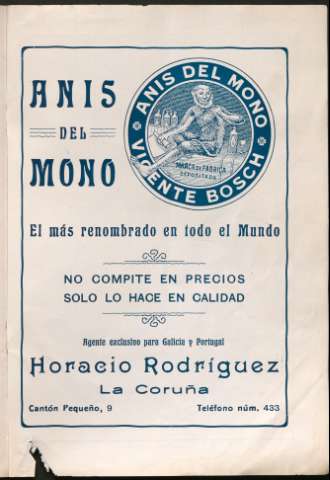 ANIS
DEL
MONO
ANIS DEL MONO
VICENTE BOSCH
MARCA DE FABRICA
DEPOSITADA
El más renombrado en todo el Mundo
NO COMPITE EN PRECIOS
SOLO LO HACE EN CALIDAD
Agente exclusivo para Galicia y Portugal
Horacio Rodríguez
La Coruña
Cantón Pequeño, 9 Teléfono núm. 433